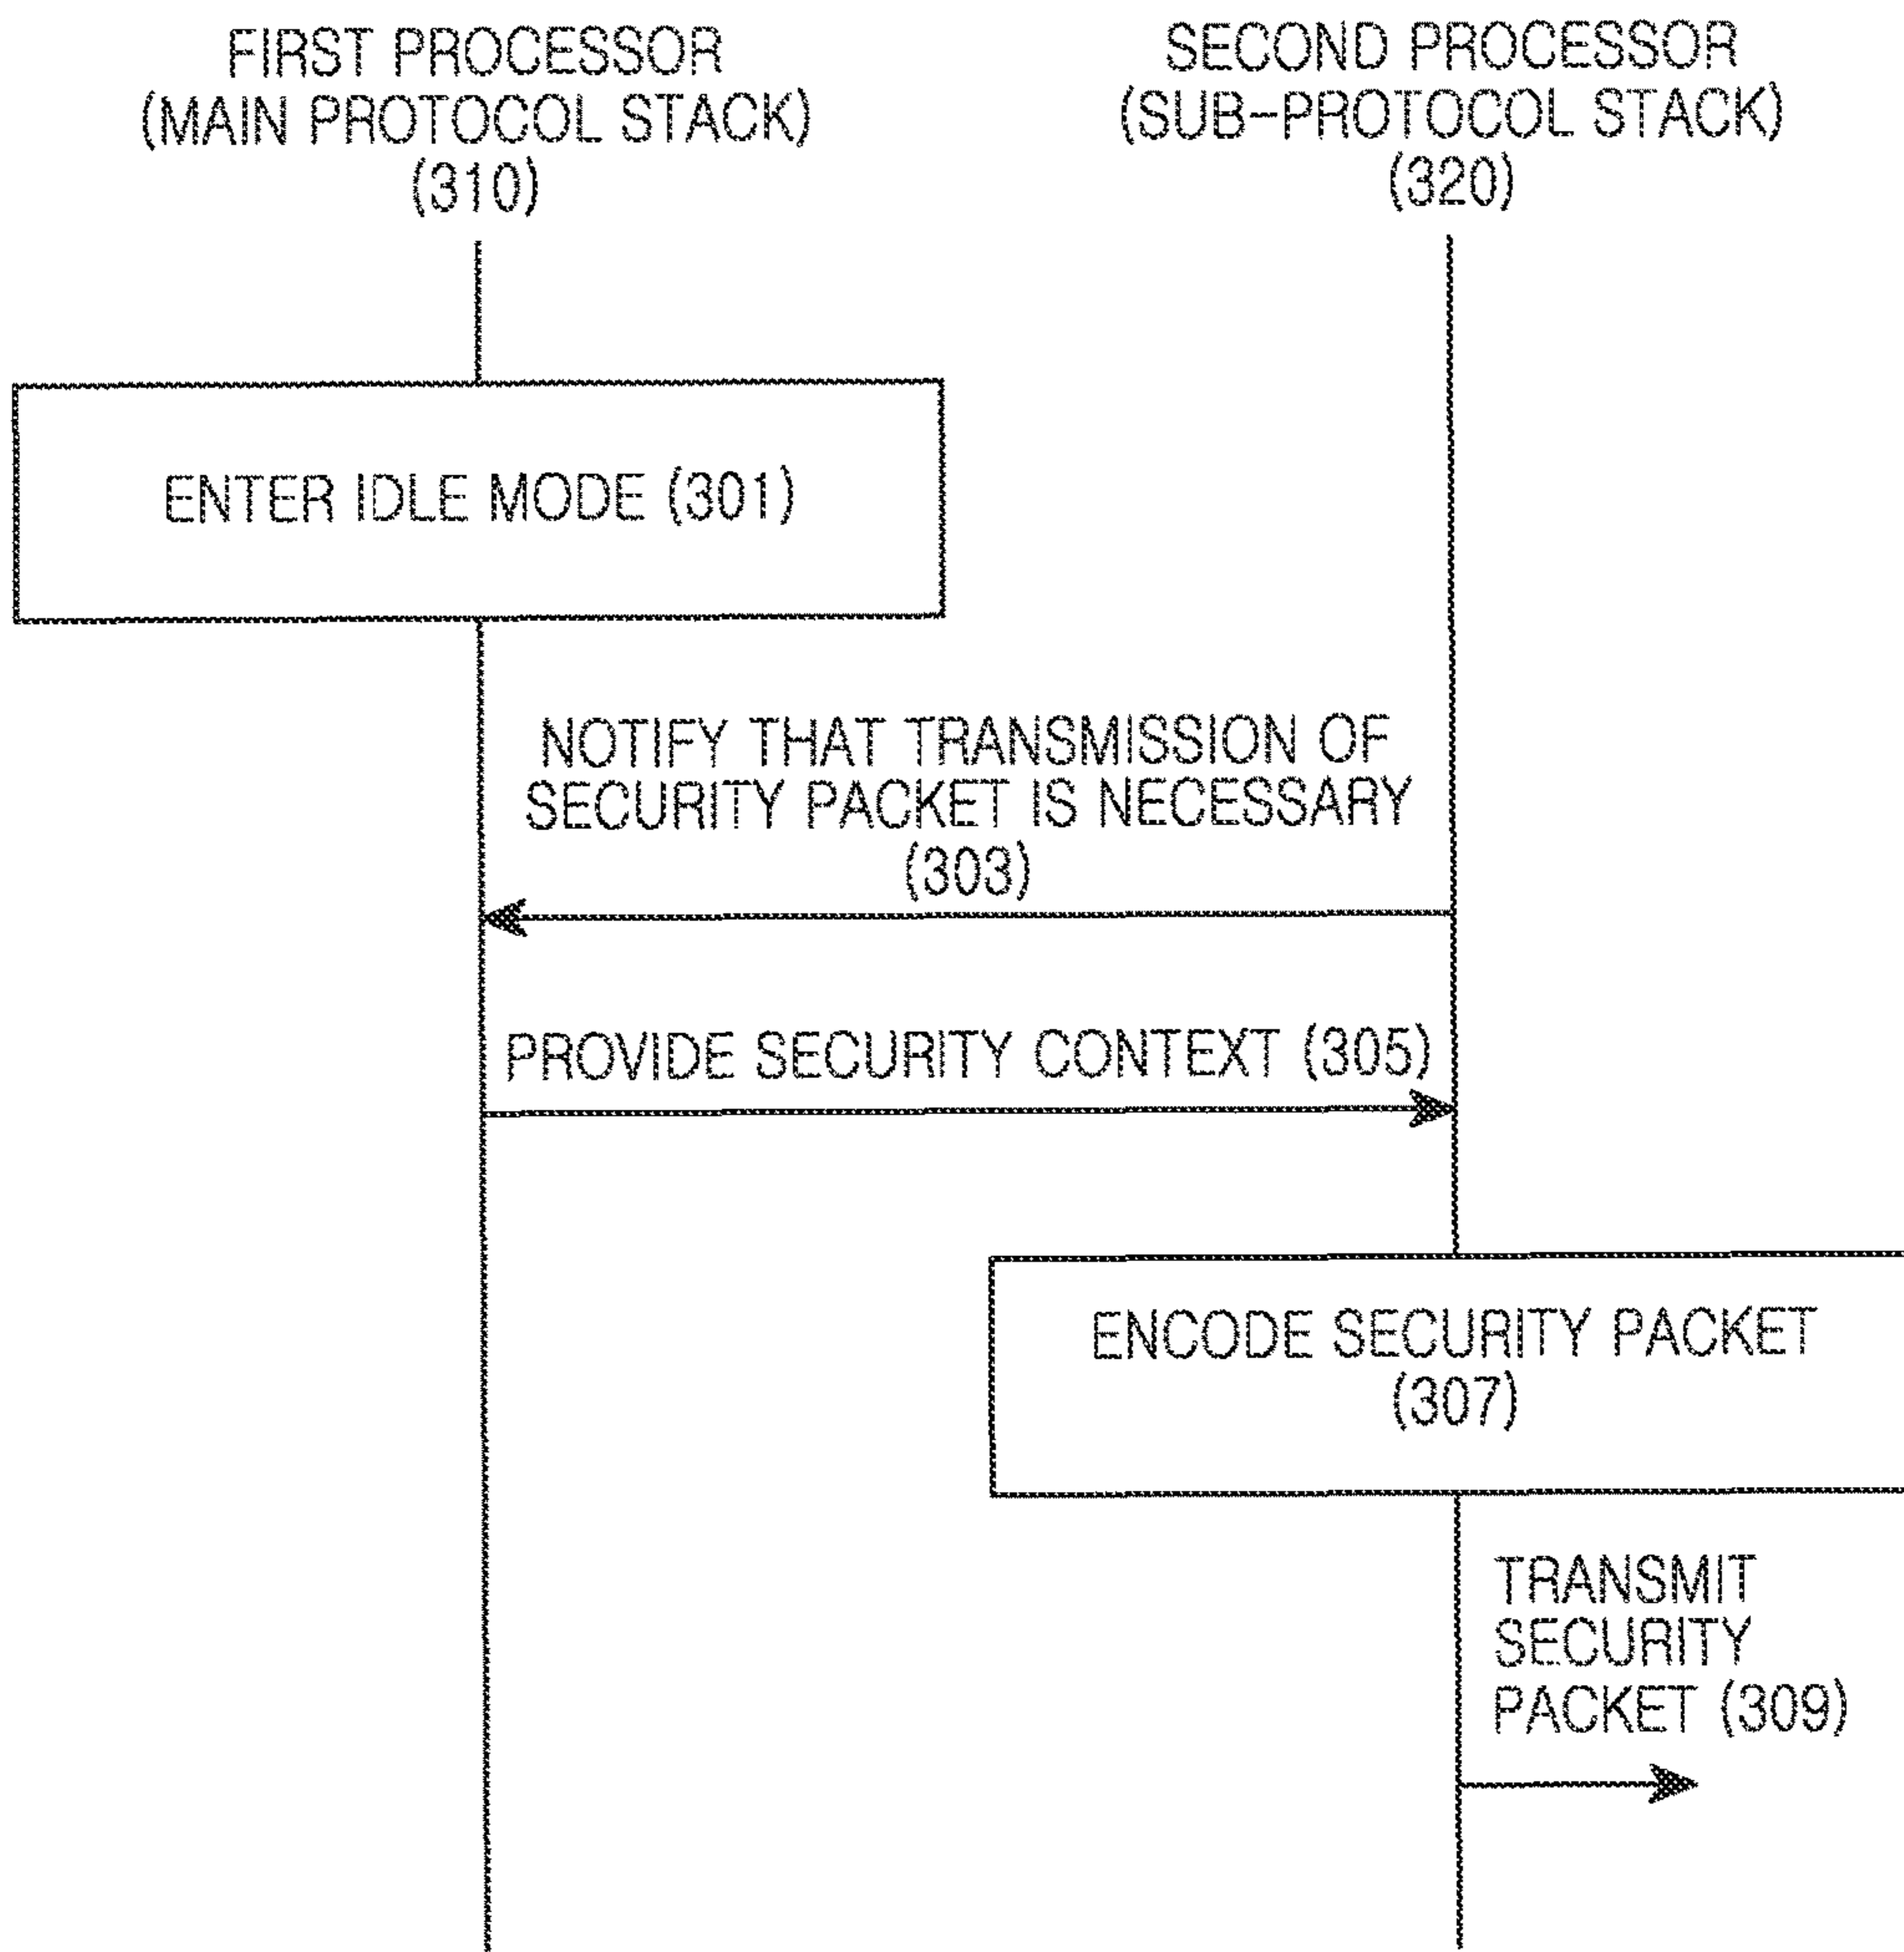 FIRST PROCESSOR
(MAIN PROTOCOL STACK)
(310)
SECOND PROCESSOR
(SUB-PROTOCOL STACK)
(320)
ENTER IDLE MODE (301)
NOTIFY THAT TRANSMISSION OF
SECURITY PACKET IS NECESSARY
(303)
PROVIDE SECURITY CONTEXT (305)
ENCODE SECURITY PACKET
(307)
TRANSMIT
SECURITY
PACKET (309)